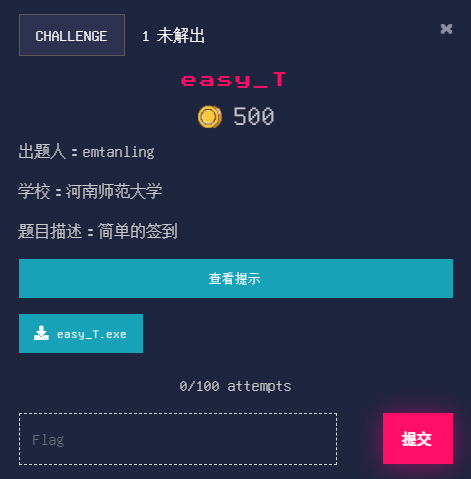 CHALLENGE 1 未解出 ×
easy_T
500
出题人：emtanling
学校：河南师范大学
题目描述：简单的签到
查看提示
easy_T.exe
0/100 attempts
Flag 提交